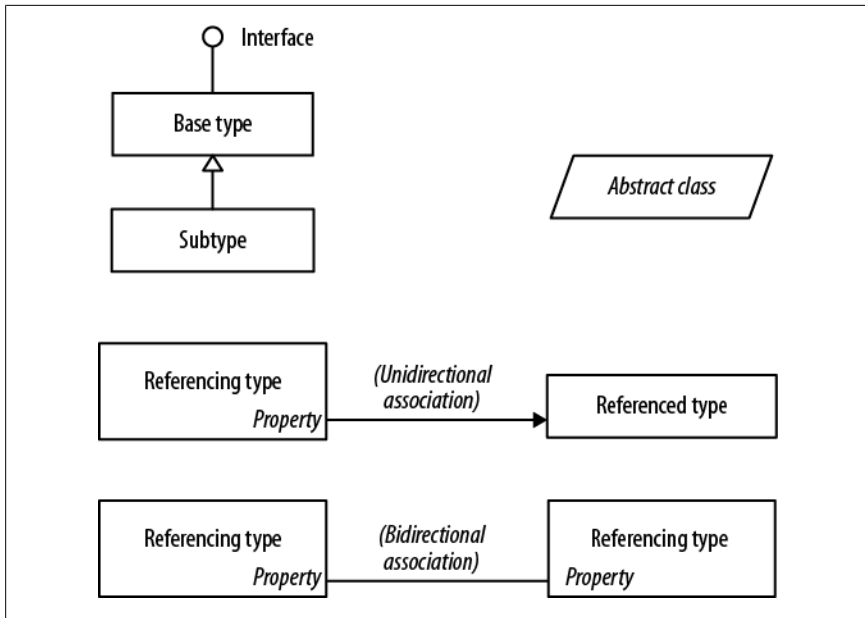 Interface
Base type
Abstract class
Subtype
Referencing type
Property
(Unidirectional
association)
Referenced type
Referencing type
Property
(Bidirectional
association)
Referencing type
Property